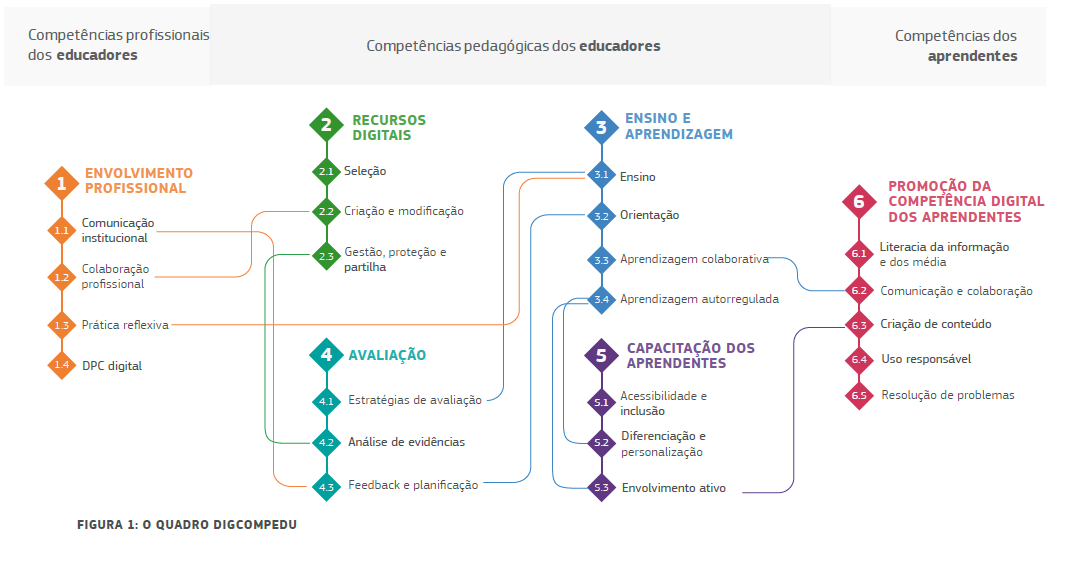 Competências profissionais
dos educadores
Competências pedagógicas dos educadores
Competências dos
aprendentes
1
ENVOLVIMENTO
PROFISSIONAL
1.1
Comunicação
institucional
1.2
Colaboração
profissional
1.3
Prática reflexiva
1.4
DPC digital
2
RECURSOS
DIGITAIS
2.1
Seleção
2.2
Criação e modificação
2.3
Gestão, proteção e
partilha
4
AVALIAÇÃO
4.1
Estratégias de avaliação
4.2
Análise de evidências
4.3
Feedback e planificação
3
ENSINO E
APRENDIZAGEM
3.1
Ensino
3.2
Orientação
3.3
Aprendizagem colaborativa
3.4
Aprendizagem autorregulada
5
CAPACITAÇÃO DOS
APRENDENTES
5.1
Acessibilidade e
inclusão
5.2
Diferenciação e
personalização
5.3
Envolvimento ativo
6
PROMOÇÃO DA
COMPETÊNCIA DIGITAL
DOS APRENDENTES
6.1
Literacia da informação
e dos média
6.2
Comunicação e colaboração
6.3
Criação de conteúdo
6.4
Uso responsável
6.5
Resolução de problemas
FIGURA 1: O QUADRO DIGCOMPEDU